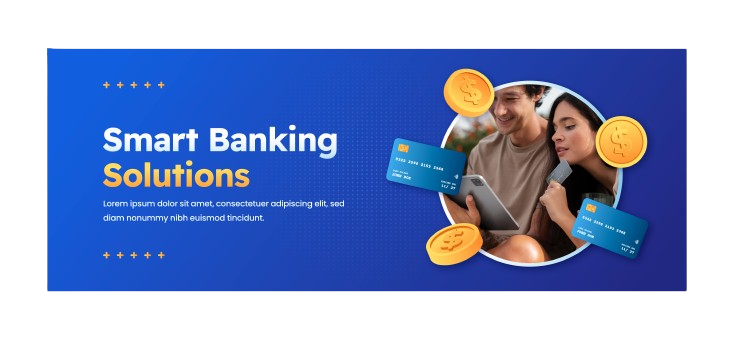 Smart Banking
Solutions
Lorem ipsum dolor sit amet, consectetuer adipiscing elit, sed
diam nonummy nibh euismod tincidunt.